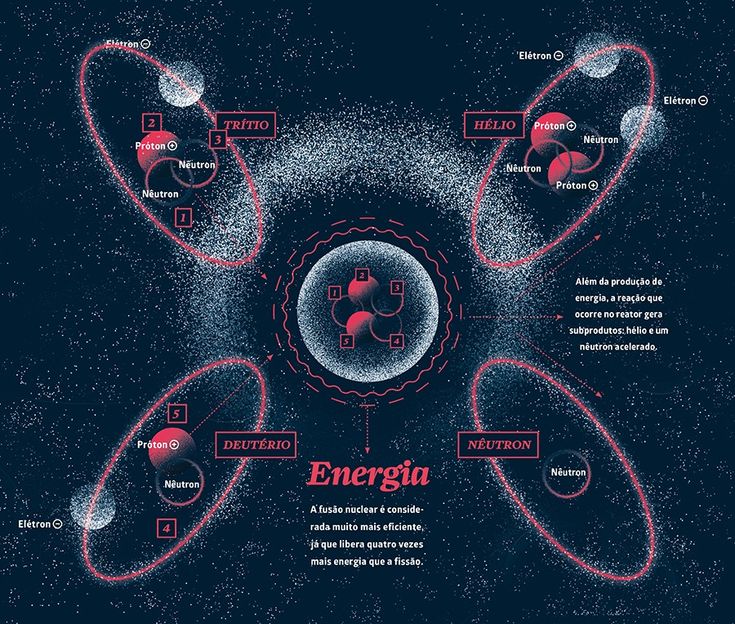 Elétron −
TRÍTIO
2
3
Próton +
Nêutron
Nêutron
1
Elétron −
Elétron −
HÉLIO
Próton +
Nêutron
Nêutron
Próton +
2
1
3
5
4
Além da produção de
energia, a reação que
ocorre no reator gera
subprodutos: hélio e um
nêutron acelerado.
5
Próton +
DEUTÉRIO
Nêutron
Elétron −
4
NÊUTRON
Nêutron
Energia
A fusão nuclear é conside-
rada muito mais eficiente,
já que libera quatro vezes
mais energia que a fissão.